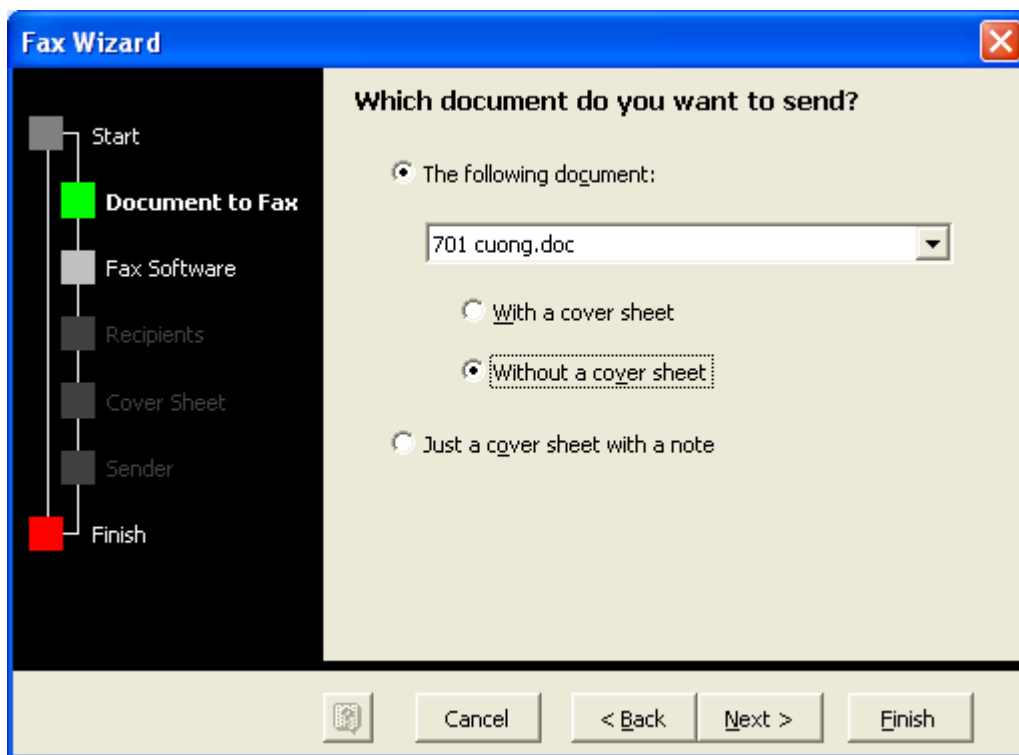 Fax Wizard
Start
Document to Fax
Fax Software
Recipients
Cover Sheet
Sender
Finish
Which document do you want to send?
The following document:
701 cuong.doc
With a cover sheet
Without a cover sheet
Just a cover sheet with a note
Cancel < Back Next > Finish